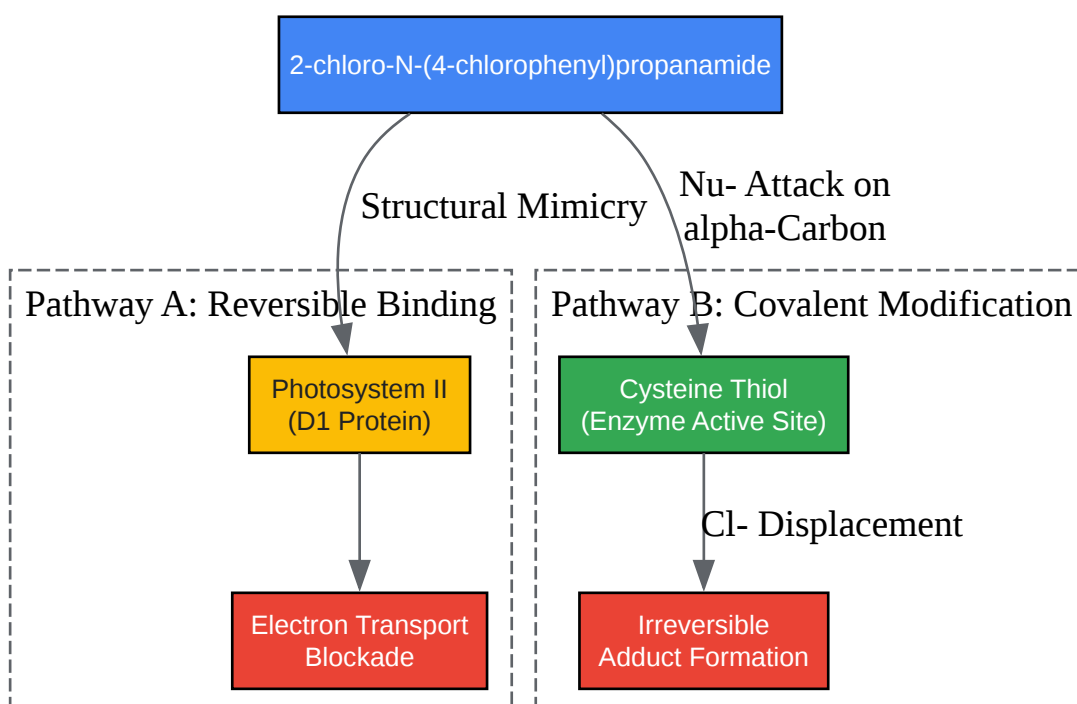 2-chloro-N-(4-chlorophenyl)propanamide
Structural Mimicry
Nu- Attack on
alpha-Carbon
Pathway A: Reversible Binding
Pathway B: Covalent Modification
Photosystem II
(D1 Protein)
Cysteine Thiol
(Enzyme Active Site)
Cl- Displacement
Electron Transport
Blockade
Irreversible
Adduct Formation